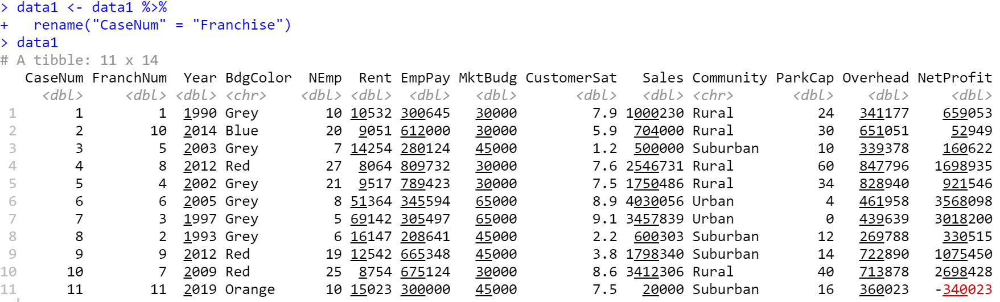 > data1 <- data1 %>%
+   rename("CaseNum" = "Franchise")
> data1
# A tibble: 11 x 14
   CaseNum FranchNum  Year BdgColor  NEmp  Rent EmpPay MktBudg CustomerSat   Sales Community ParkCap Overhead NetProfit
     <dbl>     <dbl> <dbl> <chr>    <dbl> <dbl>  <dbl>   <dbl>       <dbl>   <dbl> <chr>       <dbl>    <dbl>     <dbl>
 1       1         1  1990 Grey        10 10532 300645   30000         7.9 1000230 Rural          24   341177    659053
 2       2        10  2014 Blue        20  9051 612000   30000         5.9  704000 Rural          30   651051     52949
 3       3         5  2003 Grey         7 14254 280124   45000         1.2  500000 Suburban       10   339378    160622
 4       4         8  2012 Red         27  8064 809732   30000         7.6 2546731 Rural          60   847796   1698935
 5       5         4  2002 Grey        21  9517 789423   30000         7.5 1750486 Rural          34   828940    921546
 6       6         6  2005 Grey         8 51364 345594   65000         8.9 4030056 Urban           4   461958   3568098
 7       7         3  1997 Grey         5 69142 305497   65000         9.1 3457839 Urban           0   439639   3018200
 8       8         2  1993 Grey         6 16147 208641   45000         2.2  600303 Suburban       12   269788    330515
 9       9         9  2012 Red         19 12542 665348   45000         3.8 1798340 Suburban       14   722890   1075450
10      10         7  2009 Red         25  8754 675124   30000         8.6 3412306 Rural          40   713878   2698428
11      11        11  2019 Orange      10 15023 300000   45000         7.5   20000 Suburban       16   360023   -340023